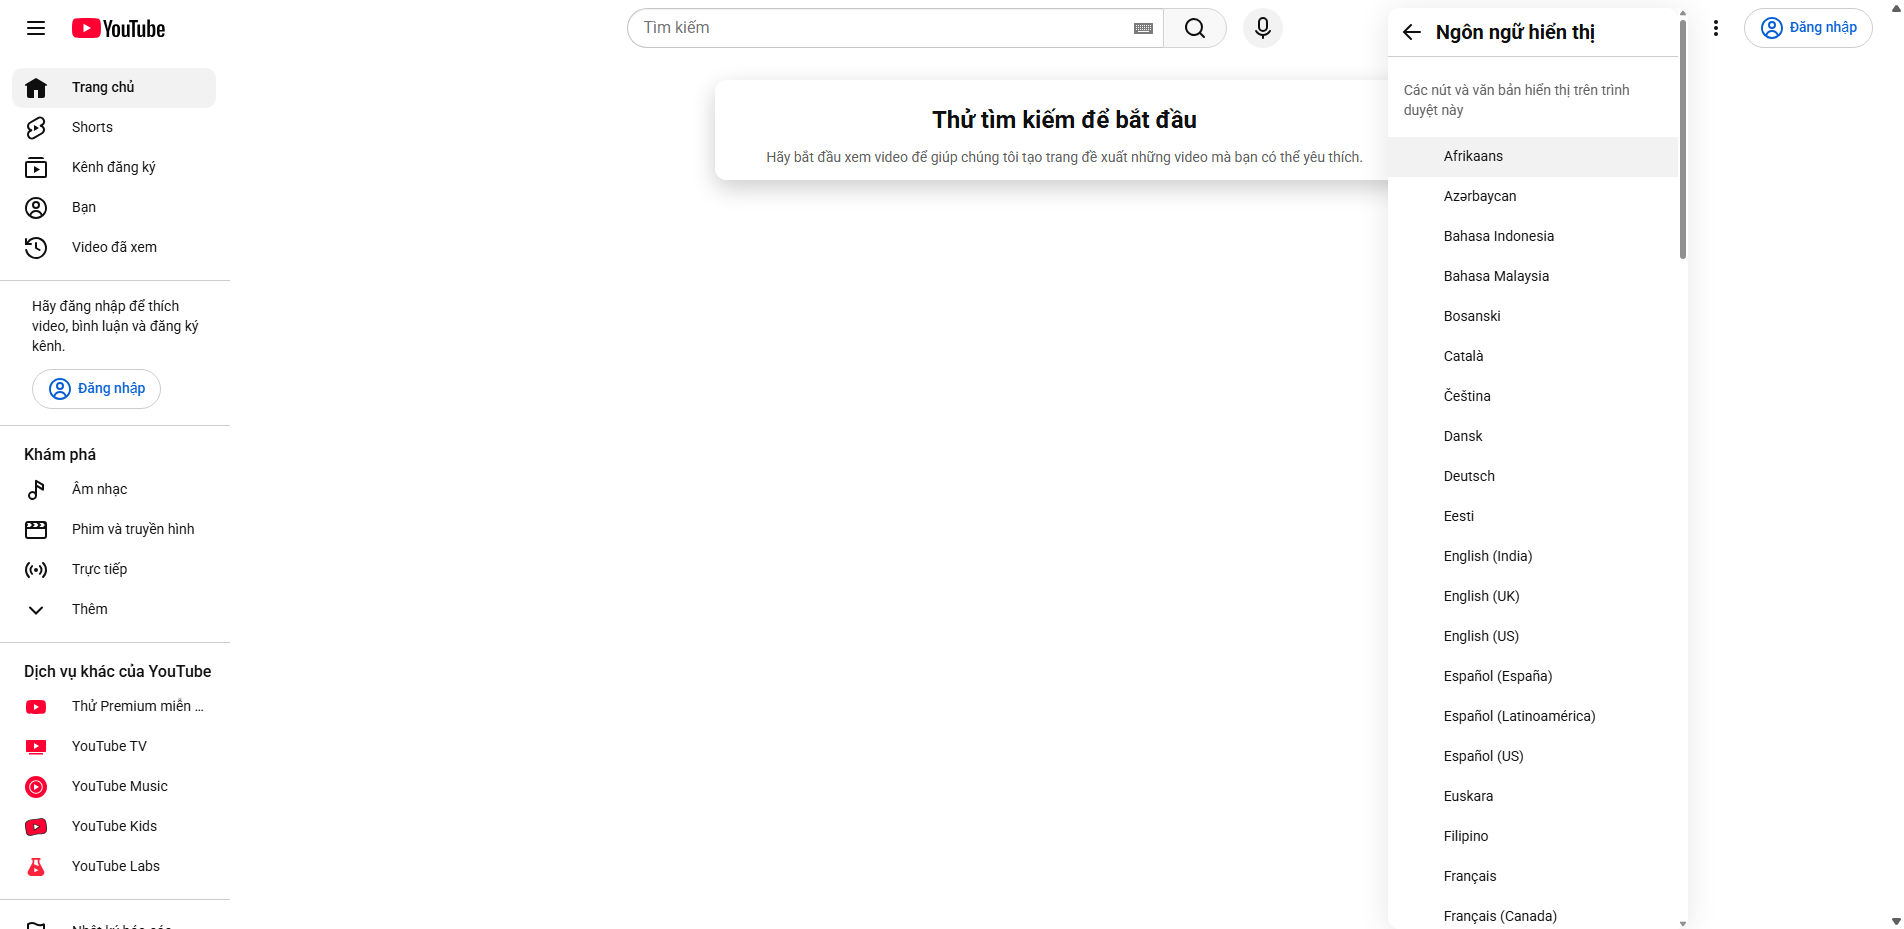 YouTube
Tìm kiếm
Đăng nhập
Trang chủ
Shorts
Kênh đăng ký
Bạn
Video đã xem
Hãy đăng nhập để thích
video, bình luận và đăng ký
kênh.
Đăng nhập
Khám phá
Âm nhạc
Phim và truyền hình
Trực tiếp
Thêm
Dịch vụ khác của YouTube
Thử Premium miễn ...
YouTube TV
YouTube Music
YouTube Kids
YouTube Labs
Thử tìm kiếm để bắt đầu
Hãy bắt đầu xem video để giúp chúng tôi tạo trang đề xuất những video mà bạn có thể yêu thích.
Ngôn ngữ hiển thị
Các nút và văn bản hiển thị trên trình
duyệt này
Afrikaans
Azərbaycan
Bahasa Indonesia
Bahasa Malaysia
Bosanski
Català
Čeština
Dansk
Deutsch
Eesti
English (India)
English (UK)
English (US)
Español (España)
Español (Latinoamérica)
Español (US)
Euskara
Filipino
Français
Français (Canada)